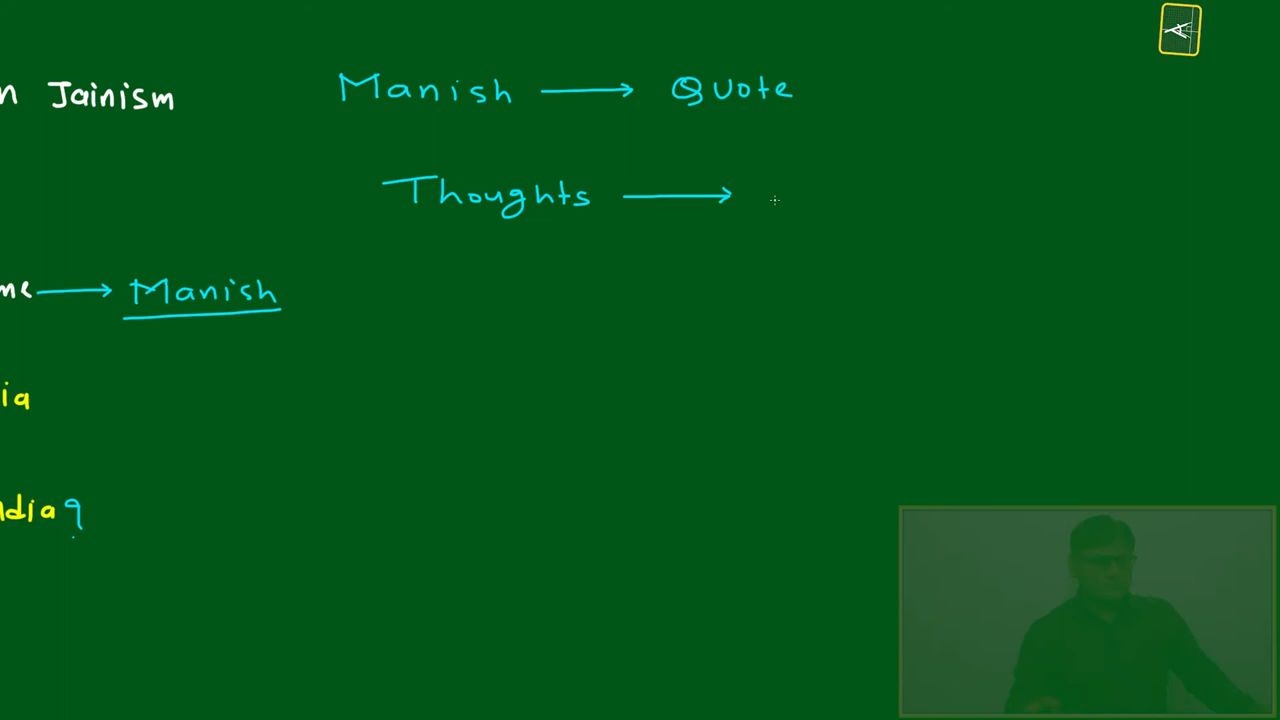 n Jainism
Manish → Quote
Thoughts →
me → Manish
ia
ndia ?